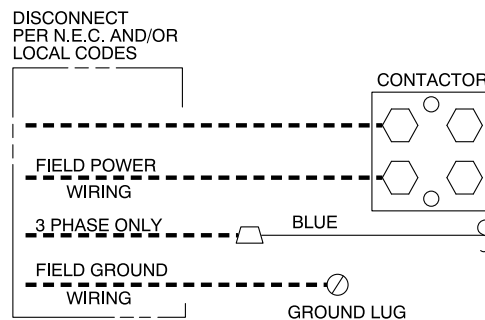 DISCONNECT
PER N.E.C. AND/OR
LOCAL CODES
CONTACTOR
FIELD POWER
WIRING
3 PHASE ONLY
BLUE
FIELD GROUND
WIRING
GROUND LUG